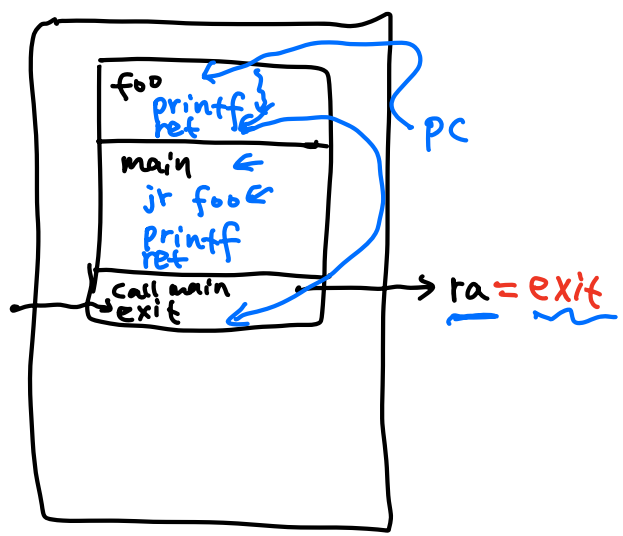 foo
printf
ret
PC
main
jr foo
printf
ret
call main
exit
ra = exit